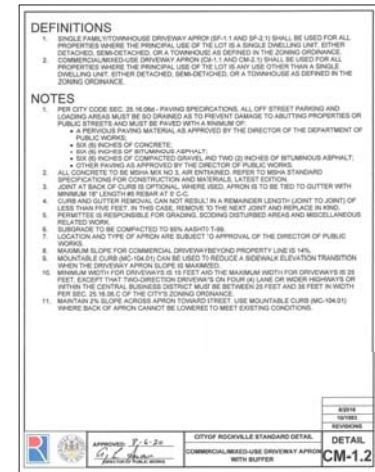 DEFINITIONS
1. SINGLE FAMILY/TOWNHOUSE DRIVEWAY APRON (SF-1.1 AND SF-2.1) SHALL BE USED FOR ALL
PROPERTIES WHERE THE PRINCIPAL USE OF THE LOT IS A SINGLE DWELLING UNIT, EITHER
DETACHED, SEMI-DETACHED, OR A TOWNHOUSE AS DEFINED IN THE ZONING ORDINANCE.
2. COMMERCIAL/MIXED-USE DRIVEWAY APRON (CM-1.1 AND CM-2.1) SHALL BE USED FOR ALL
PROPERTIES WHERE THE PRINCIPAL USE OF THE LOT IS ANY USE OTHER THAN A SINGLE
DWELLING UNIT, EITHER DETACHED, SEMI-DETACHED, OR A TOWNHOUSE AS DEFINED IN THE
ZONING ORDINANCE.
NOTES
1. PER CITY CODE SEC. 25.16.06d - PAVING SPECIFICATIONS, ALL OFF STREET PARKING AND
LOADING AREAS MUST BE SO DRAINED AS TO PREVENT DAMAGE TO ABUTTING PROPERTIES OR
PUBLIC STREETS AND MUST BE PAVED WITH A MINIMUM OF:
• A PERVIOUS PAVING MATERIAL AS APPROVED BY THE DIRECTOR OF THE DEPARTMENT OF
PUBLIC WORKS;
• SIX (6) INCHES OF CONCRETE;
• SIX (6) INCHES OF BITUMINOUS ASPHALT;
• SIX (6) INCHES OF COMPACTED GRAVEL AND TWO (2) INCHES OF BITUMINOUS ASPHALT;
• OTHER PAVING AS APPROVED BY THE DIRECTOR OF PUBLIC WORKS.
2. ALL CONCRETE TO BE MSHA MIX NO 3, AIR ENTRAINED. REFER TO MSHA STANDARD
SPECIFICATIONS FOR CONSTRUCTION AND MATERIALS, LATEST EDITION.
3. JOINT AT BACK OF CURB IS OPTIONAL, WHERE USED, APRON IS TO BE TIED TO GUTTER WITH
MINIMUM 18" LENGTH #5 REBAR AT 5' C-C.
4. CURB AND GUTTER REMOVAL CAN NOT RESULT IN A REMAINDER LENGTH (JOINT TO JOINT) OF
LESS THAN FIVE FEET. IN THIS CASE, REMOVE TO THE NEXT JOINT AND REPLACE IN KIND.
5. PERMITTEE IS RESPONSIBLE FOR GRADING, SODDING DISTURBED AREAS AND MISCELLANEOUS
RELATED WORK.
6. SUBGRADE TO BE COMPACTED TO 95% AASHTO T-99.
7. LOCATION AND TYPE OF APRON ARE SUBJECT TO APPROVAL OF THE DIRECTOR OF PUBLIC
WORKS.
8. MAXIMUM SLOPE FOR COMMERCIAL DRIVEWAYBEYOND PROPERTY LINE IS 14%.
9. MOUNTABLE CURB (MC-104.01) CAN BE USED TO REDUCE A SIDEWALK ELEVATION TRANSITION
WHEN THE DRIVEWAY APRON SLOPE IS MAXIMIZED.
10. MINIMUM WIDTH FOR DRIVEWAYS IS 15 FEET AND THE MAXIMUM WIDTH FOR DRIVEWAYS IS 25
FEET, EXCEPT THAT TWO-DIRECTION DRIVEWAYS ON FOUR (4) LANE OR WIDER HIGHWAYS OR
WITHIN THE CENTRAL BUSINESS DISTRICT MUST BE BETWEEN 25 FEET AND 36 FEET IN WIDTH
PER SEC. 25.16.06.C OF THE CITY'S ZONING ORDINANCE.
11. MAINTAIN 2% SLOPE ACROSS APRON TOWARD STREET. USE MOUNTABLE CURB (MC-104.01)
WHERE BACK OF APRON CANNOT BE LOWERED TO MEET EXISTING CONDITIONS.
8/2018
10/1993
REVISIONS
APPROVED: 8-6-20
DIRECTOR OF PUBLIC WORKS
CITY OF ROCKVILLE STANDARD DETAIL
COMMERCIAL/MIXED-USE DRIVEWAY APRON
WITH BUFFER
DETAIL
CM-1.2